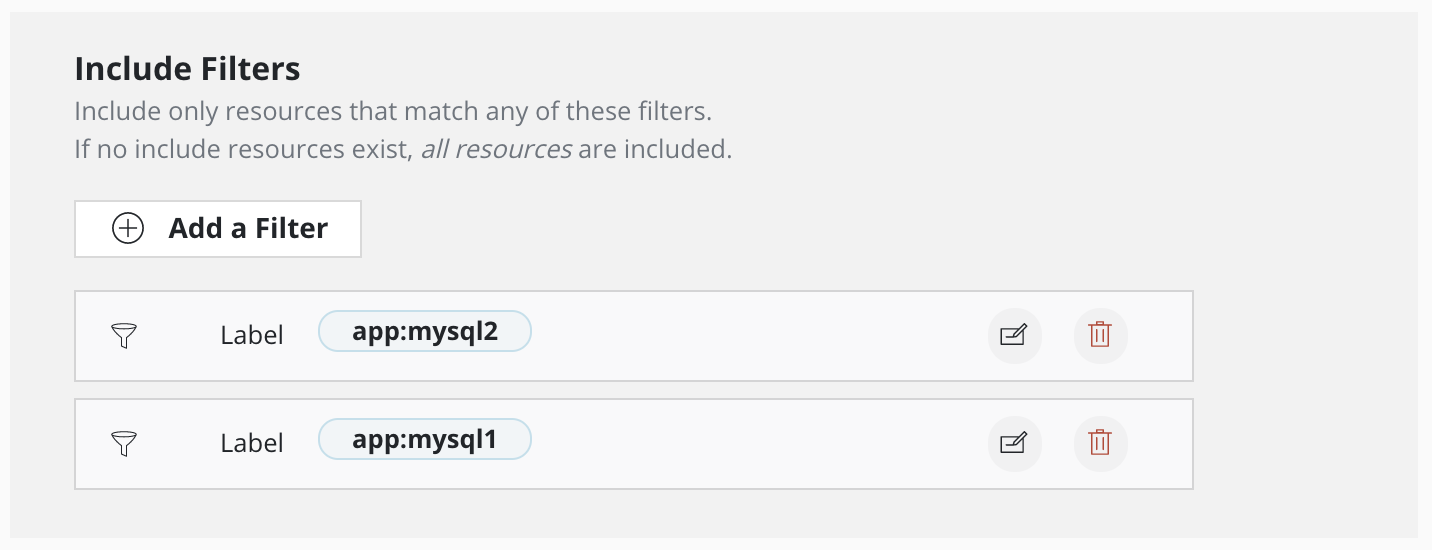 Include Filters
Include only resources that match any of these filters.
If no include resources exist, all resources are included.
Add a Filter
Label app:mysql2
Label app:mysql1